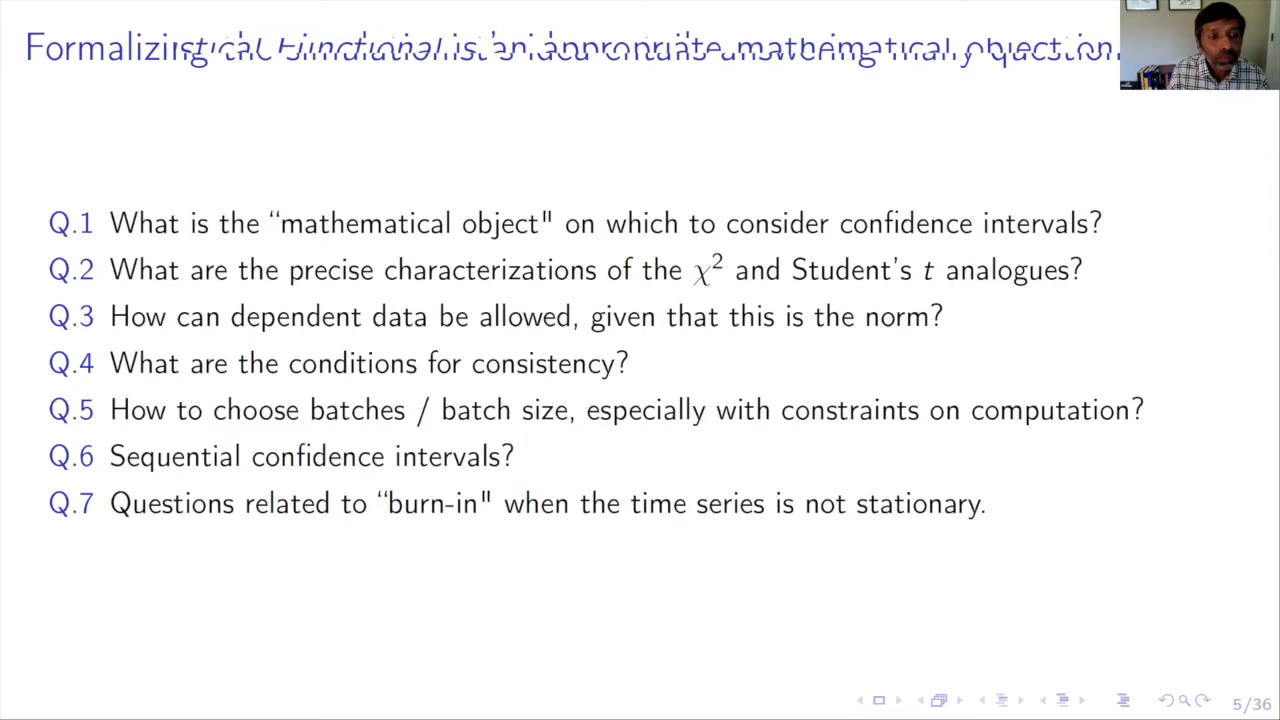 Q.1 What is the “mathematical object" on which to consider confidence intervals?
Q.2 What are the precise characterizations of the χ² and Student's t analogues?
Q.3 How can dependent data be allowed, given that this is the norm?
Q.4 What are the conditions for consistency?
Q.5 How to choose batches / batch size, especially with constraints on computation?
Q.6 Sequential confidence intervals?
Q.7 Questions related to “burn-in" when the time series is not stationary.
5/36